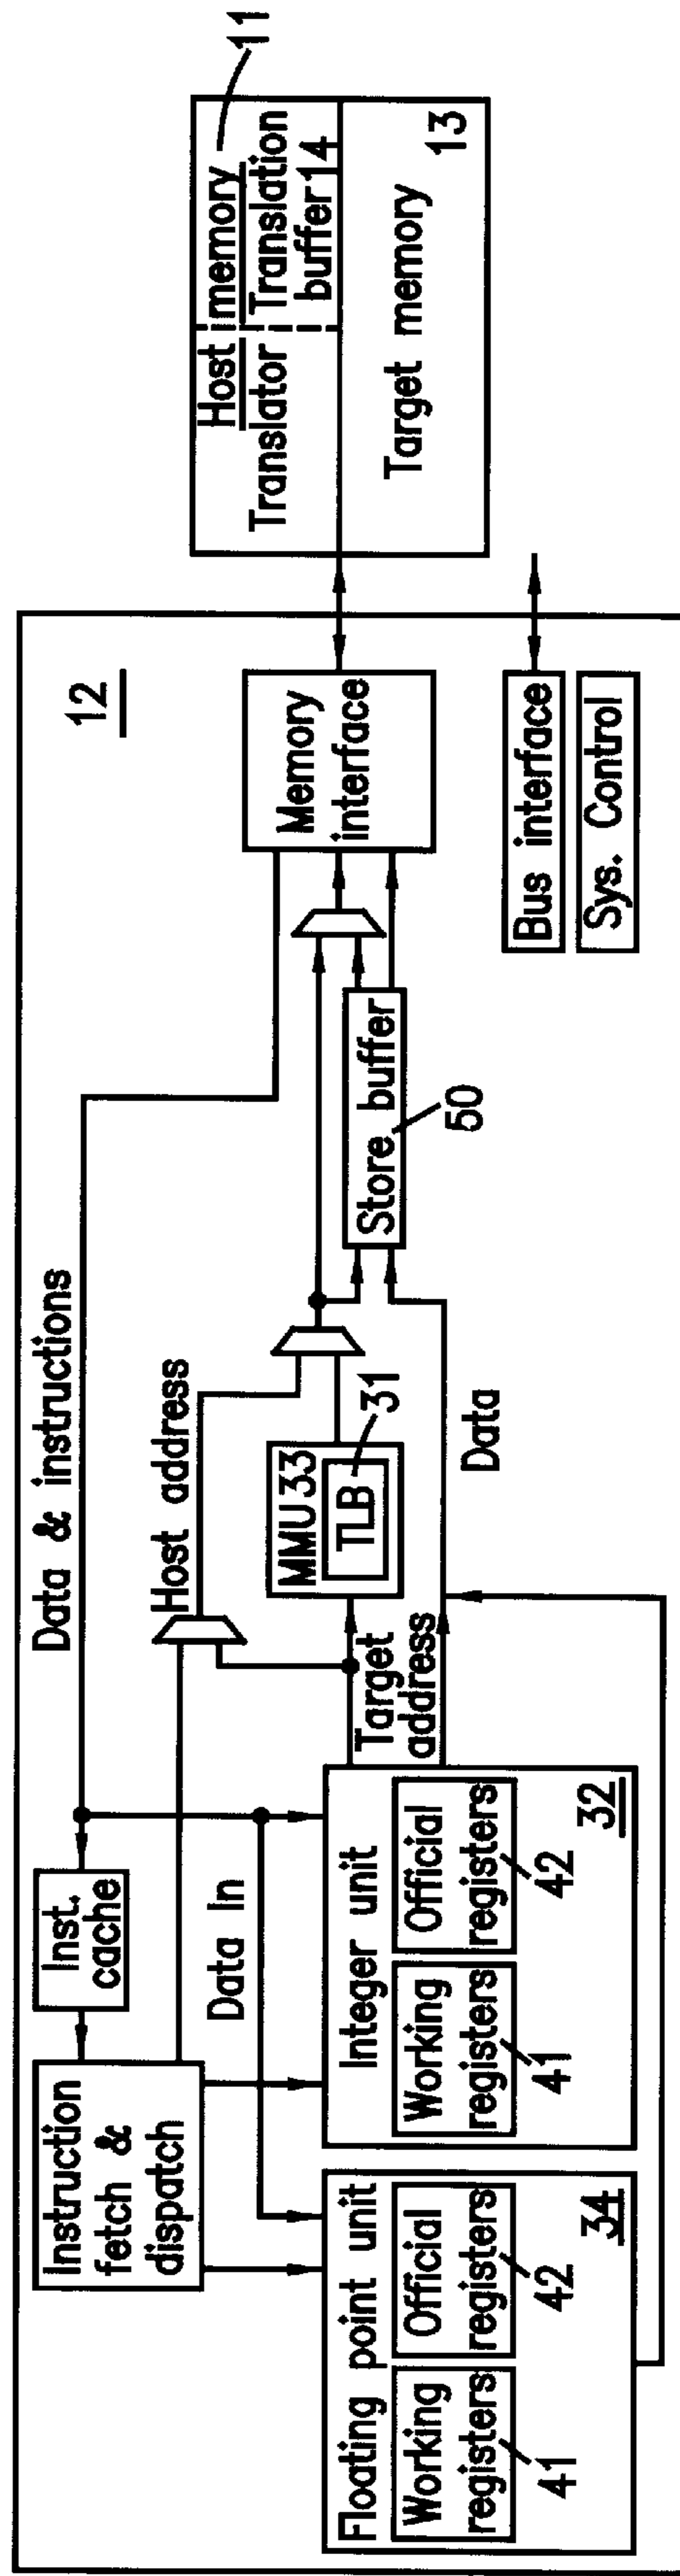 12
Data & instructions
Host address
Inst.
cache
Instruction
fetch &
dispatch
Data In
Floating point unit
Working
registers
Official
registers
41
42
34
Integer unit
Working
registers
Official
registers
41
42
32
Target
address
MMU 33
TLB
31
Data
Store buffer
50
Memory
interface
Bus interface
Sys. Control
Host memory
Translator
Translation
buffer 14
11
Target memory
13